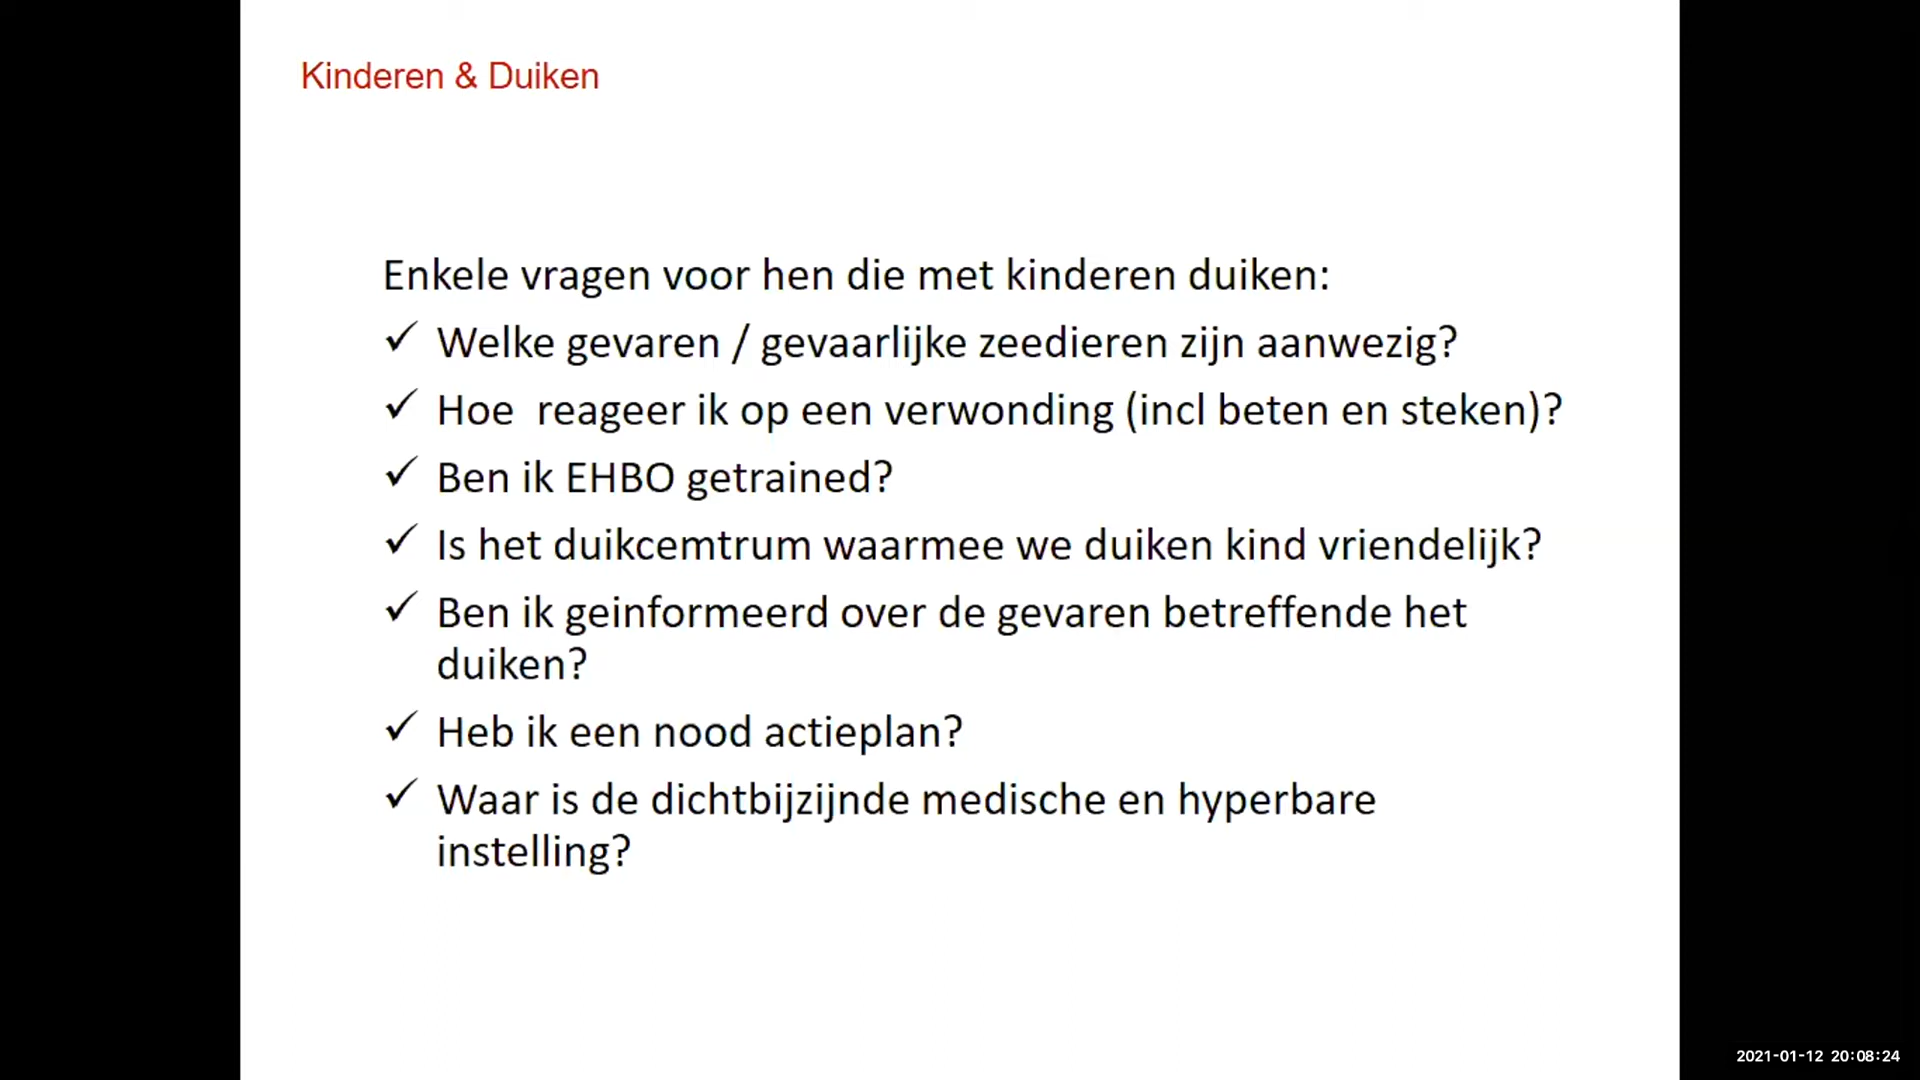 Kinderen & Duiken
Enkele vragen voor hen die met kinderen duiken:
✓ Welke gevaren / gevaarlijke zeedieren zijn aanwezig?
✓ Hoe  reageer ik op een verwonding (incl beten en steken)?
✓ Ben ik EHBO getrained?
✓ Is het duikcemtrum waarmee we duiken kind vriendelijk?
✓ Ben ik geinformeerd over de gevaren betreffende het
duiken?
✓ Heb ik een nood actieplan?
✓ Waar is de dichtbijzijnde medische en hyperbare
instelling?
2021-01-12 20:08:24